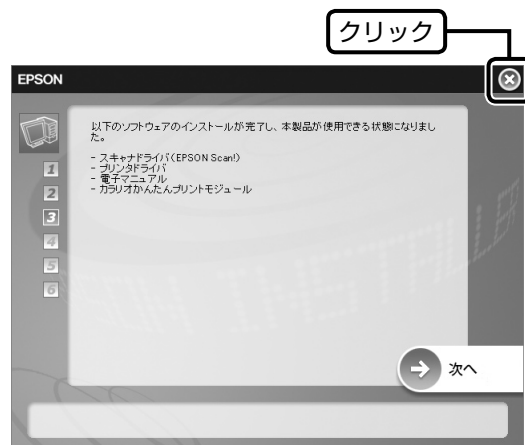 クリック
EPSON
以下のソフトウェアのインストールが完了し、本製品が使用できる状態になりまし
た。
- スキャナドライバ(EPSON Scan!)
- プリンタドライバ
- 電子マニュアル
- カラリオかんたんプリントモジュール
1
2
3
4
5
6
次へ